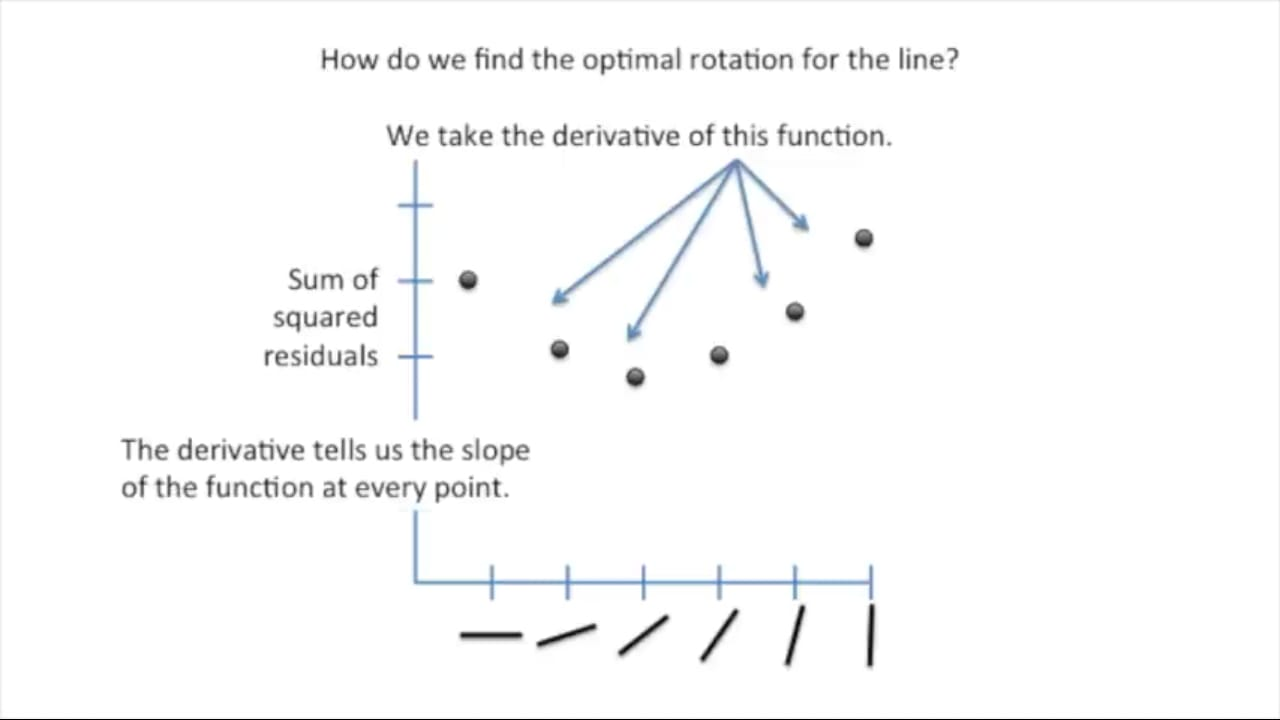 How do we find the optimal rotation for the line?
We take the derivative of this function.
Sum of
squared
residuals
The derivative tells us the slope
of the function at every point.